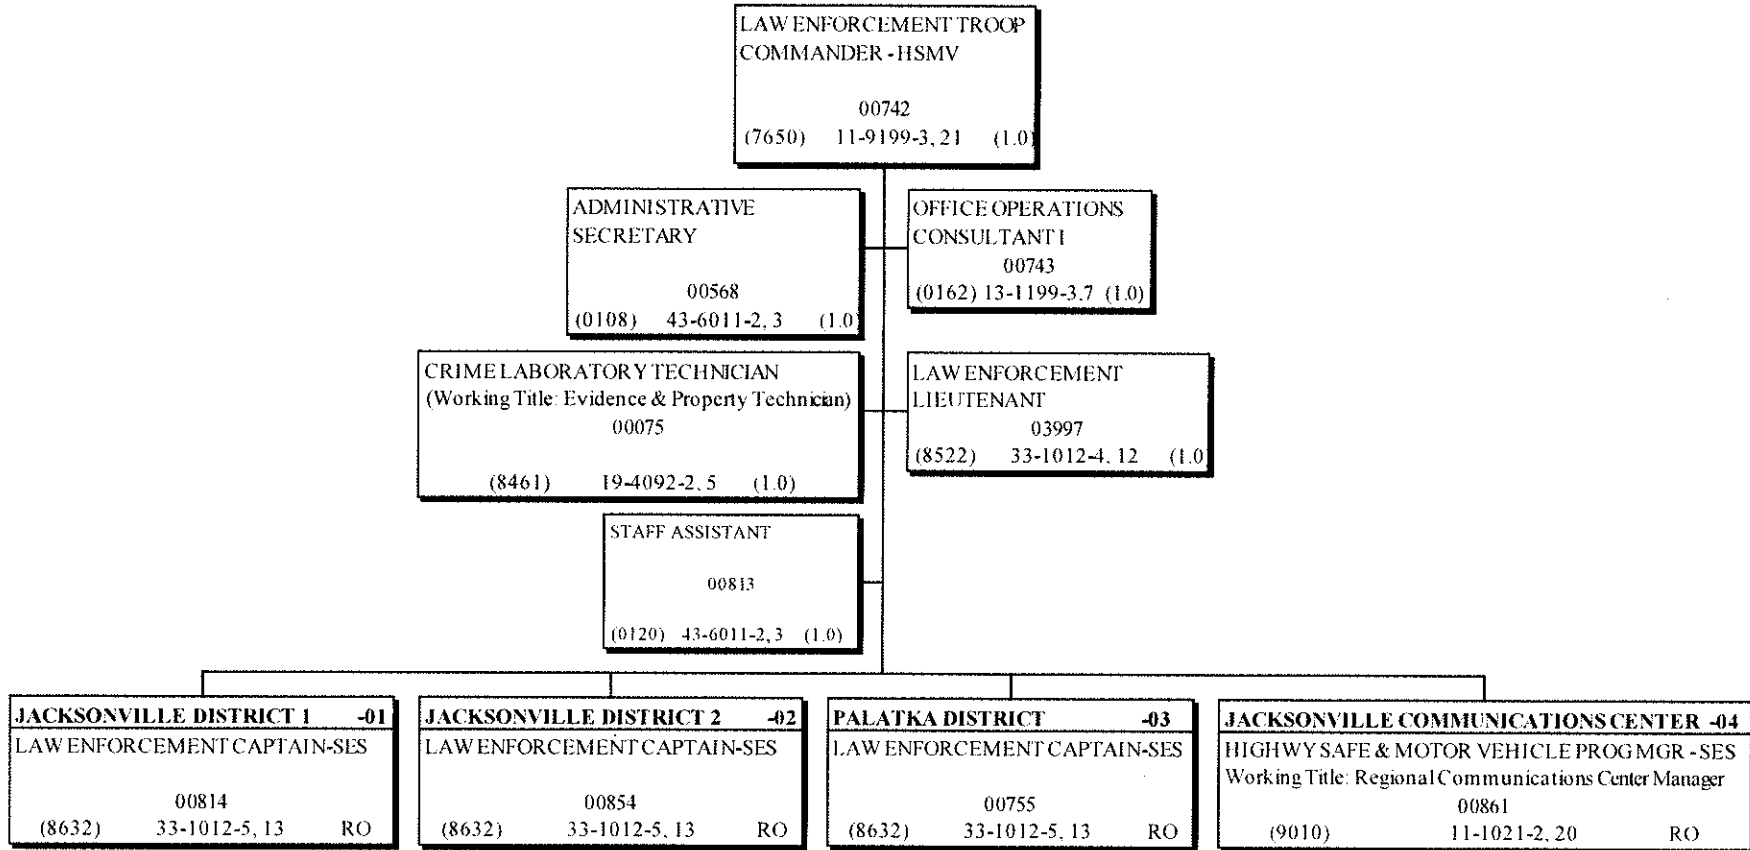 LAW ENFORCEMENT TROOP
COMMANDER - HSMV
00742
(7650) 11-9199-3, 21 (1.0)
ADMINISTRATIVE
SECRETARY
00568
(0108) 43-6011-2, 3 (1.0)
OFFICE OPERATIONS
CONSULTANT I
00743
(0162) 13-1199-3.7 (1.0)
CRIME LABORATORY TECHNICIAN
(Working Title: Evidence & Property Technician)
00075
(8461) 19-4092-2, 5 (1.0)
LAW ENFORCEMENT
LIEUTENANT
03997
(8522) 33-1012-4, 12 (1.0)
STAFF ASSISTANT
00813
(0120) 43-6011-2, 3 (1.0)
JACKSONVILLE DISTRICT 1 -01
LAW ENFORCEMENT CAPTAIN-SES
00814
(8632) 33-1012-5, 13 RO
JACKSONVILLE DISTRICT 2 -02
LAW ENFORCEMENT CAPTAIN-SES
00854
(8632) 33-1012-5, 13 RO
PALATKA DISTRICT -03
LAW ENFORCEMENT CAPTAIN-SES
00755
(8632) 33-1012-5, 13 RO
JACKSONVILLE COMMUNICATIONS CENTER -04
HIGHWY SAFE & MOTOR VEHICLE PROG MGR - SES
Working Title: Regional Communications Center Manager
00861
(9010) 11-1021-2, 20 RO